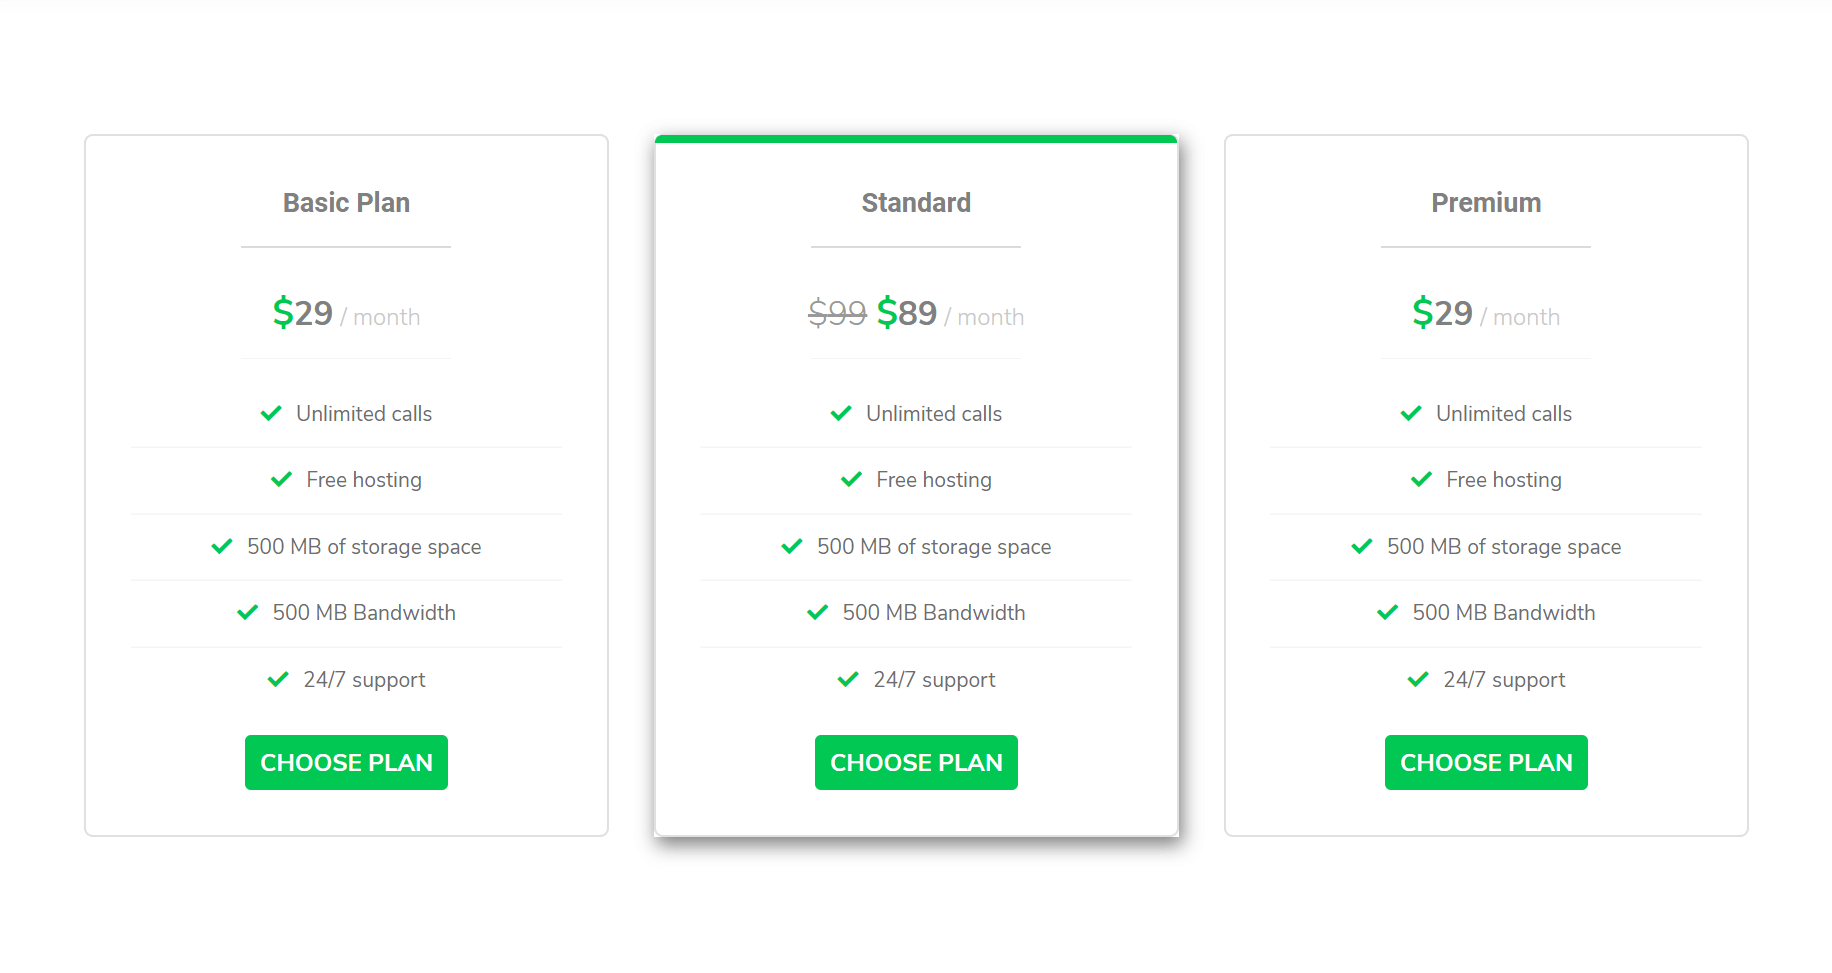 Basic Plan
$29 / month
Unlimited calls
Free hosting
500 MB of storage space
500 MB Bandwidth
24/7 support
CHOOSE PLAN
Standard
$99 $89 / month
Unlimited calls
Free hosting
500 MB of storage space
500 MB Bandwidth
24/7 support
CHOOSE PLAN
Premium
$29 / month
Unlimited calls
Free hosting
500 MB of storage space
500 MB Bandwidth
24/7 support
CHOOSE PLAN